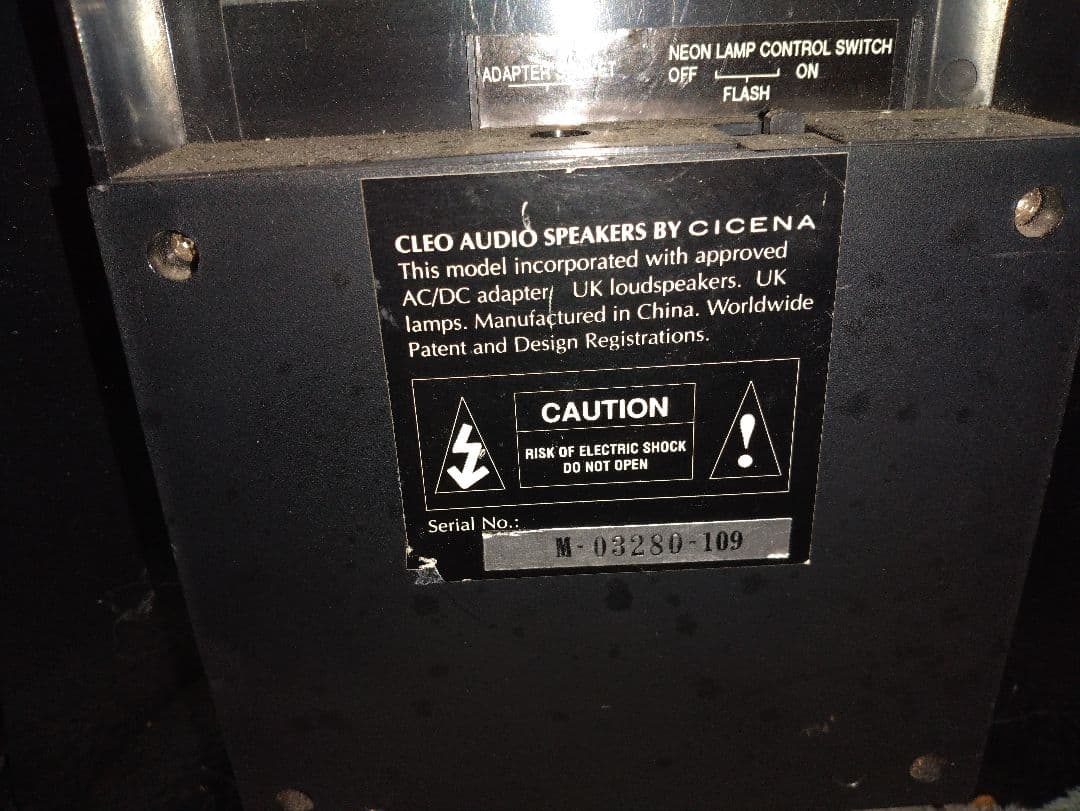 NEON LAMP CONTROL SWITCH
ADAPTER
OFF ON
FLASH
CLEO AUDIO SPEAKERS BY CICENA
This model incorporated with approved
AC/DC adapter, UK loudspeakers. UK
lamps. Manufactured in China. Worldwide
Patent and Design Registrations.
CAUTION
RISK OF ELECTRIC SHOCK
DO NOT OPEN
Serial No.:
M-03280-109